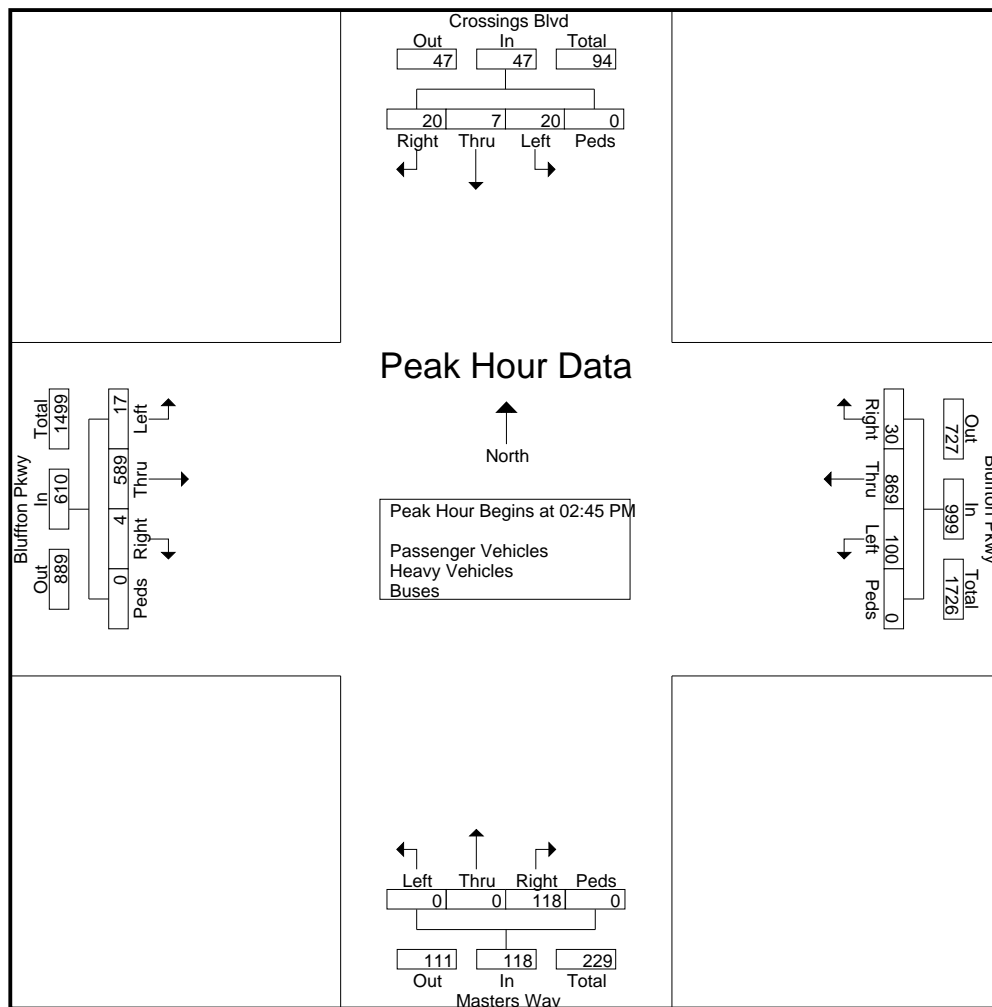 Crossings Blvd
Out In Total
47 47 94
20 7 20 0
Right Thru Left Peds
Peak Hour Data
North
Peak Hour Begins at 02:45 PM
Passenger Vehicles
Heavy Vehicles
Buses
Bluffton Pkwy
Out In Total
889 610 1499
Left Thru Right Peds
17 589 4 0
Bluffton Pkwy
Out In Total
727 999 1726
Right Thru Left Peds
30 869 100 0
Left Thru Right Peds
0 0 118 0
111 118 229
Out In Total
Masters Way